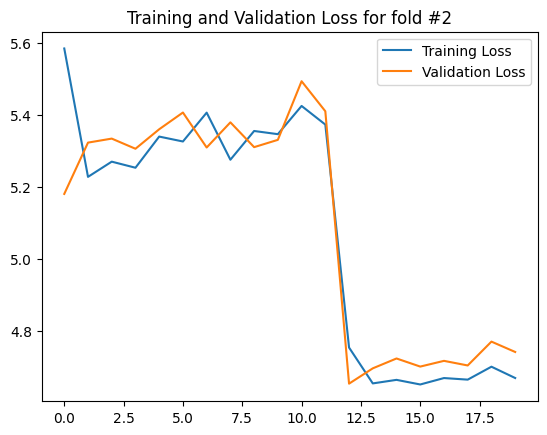 Training and Validation Loss for fold #2
Training Loss
Validation Loss
5.6
5.4
5.2
5.0
4.8
0.0 2.5 5.0 7.5 10.0 12.5 15.0 17.5